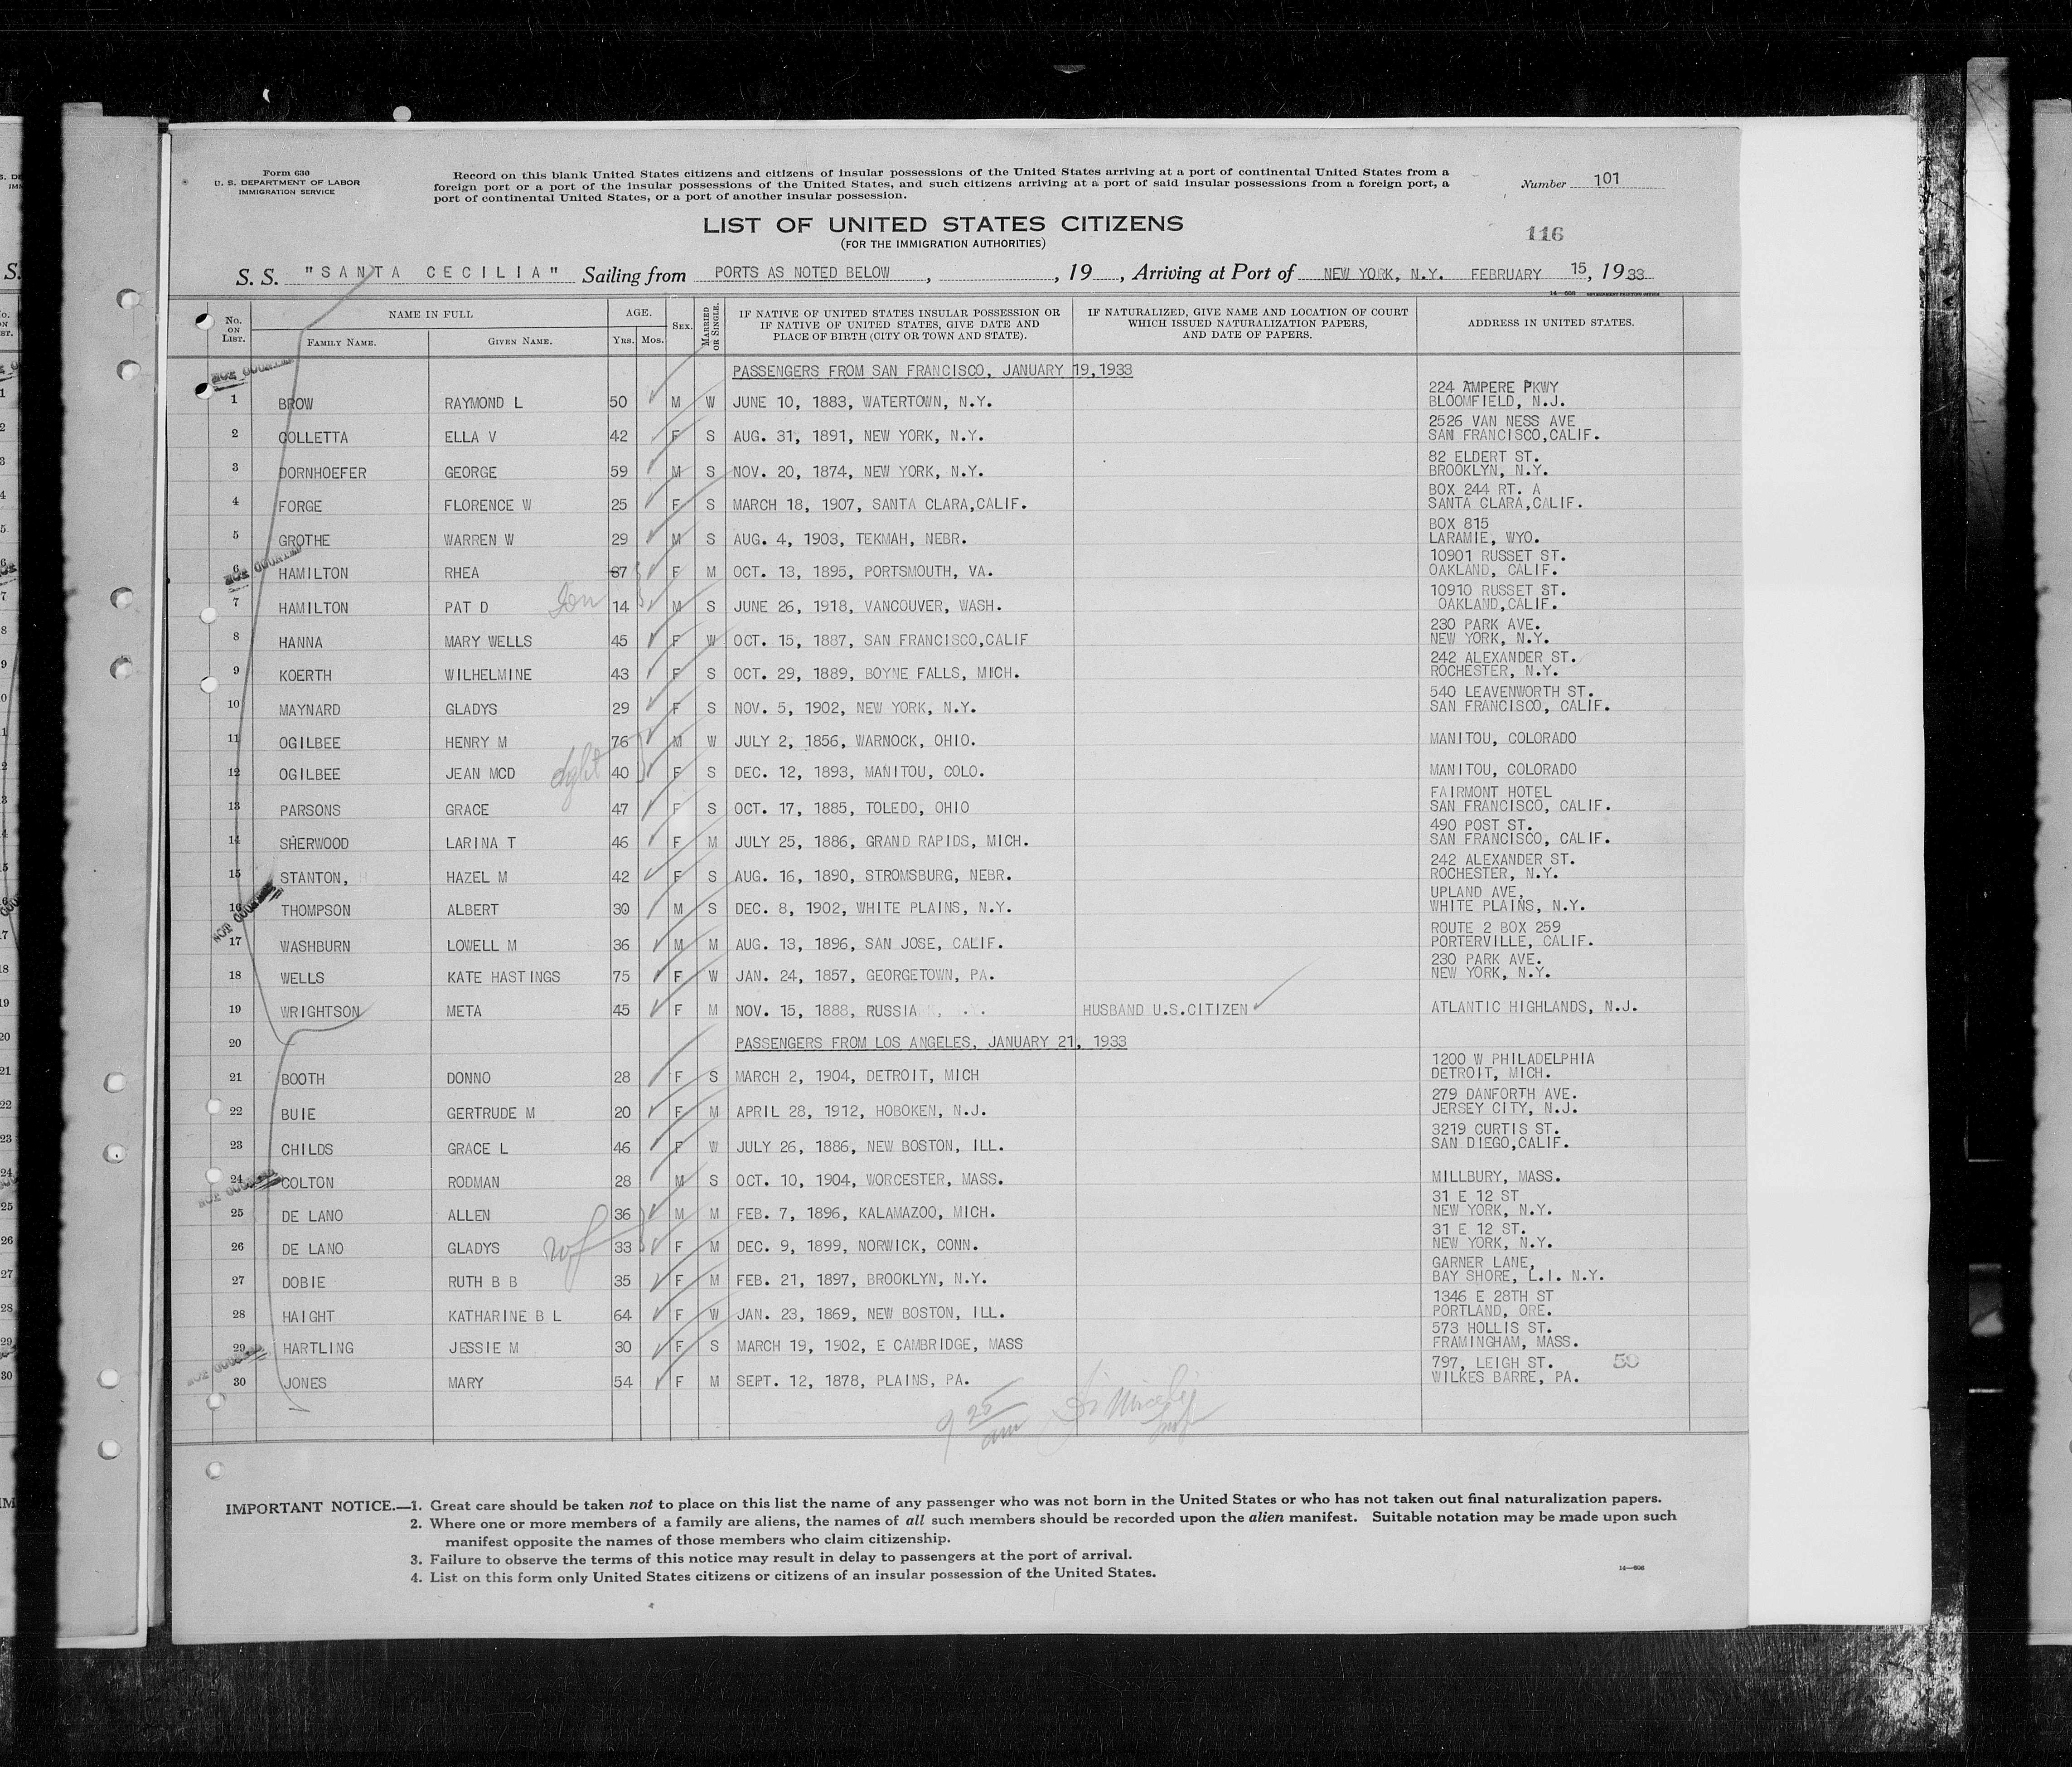 Form 630
U. S. DEPARTMENT OF LABOR
IMMIGRATION SERVICE
Record on this blank United States citizens and citizens of insular possessions of the United States arriving at a port of continental United States from a
foreign port or a port of the insular possessions of the United States, and such citizens arriving at a port of said insular possessions from a foreign port, a
port of continental United States, or a port of another insular possession.
Number 101
LIST OF UNITED STATES CITIZENS
(FOR THE IMMIGRATION AUTHORITIES)
116
S. S. "SANTA CECILIA" Sailing from PORTS AS NOTED BELOW, , 19 , Arriving at Port of NEW YORK, N.Y. FEBRUARY 15, 1933
No. ON LIST. NAME IN FULL FAMILY NAME. GIVEN NAME. AGE. YRS. MOS. SEX. MARRIED OR SINGLE. IF NATIVE OF UNITED STATES INSULAR POSSESSION OR IF NATIVE OF UNITED STATES, GIVE DATE AND PLACE OF BIRTH (CITY OR TOWN AND STATE). IF NATURALIZED, GIVE NAME AND LOCATION OF COURT WHICH ISSUED NATURALIZATION PAPERS, AND DATE OF PAPERS. ADDRESS IN UNITED STATES.
PASSENGERS FROM SAN FRANCISCO, JANUARY 19,1933
1 BROW RAYMOND L 50 M W JUNE 10, 1883, WATERTOWN, N.Y. 224 AMPERE PKWY BLOOMFIELD, N.J.
2 COLLETTA ELLA V 42 F S AUG. 31, 1891, NEW YORK, N.Y. 2526 VAN NESS AVE SAN FRANCISCO,CALIF.
3 DORNHOEFER GEORGE 59 M S NOV. 20, 1874, NEW YORK, N.Y. 82 ELDERT ST. BROOKLYN, N.Y.
4 FORGE FLORENCE W 25 F S MARCH 18, 1907, SANTA CLARA,CALIF. BOX 244 RT. A SANTA CLARA,CALIF.
5 GROTHE WARREN W 29 M S AUG. 4, 1903, TEKMAH, NEBR. BOX 815 LARAMIE, WYO.
6 HAMILTON RHEA 37 F M OCT. 13, 1895, PORTSMOUTH, VA. 10901 RUSSET ST. OAKLAND, CALIF.
7 HAMILTON PAT D Son 14 M S JUNE 26, 1918, VANCOUVER, WASH. 10910 RUSSET ST. OAKLAND,CALIF.
8 HANNA MARY WELLS 45 F W OCT. 15, 1887, SAN FRANCISCO,CALIF 230 PARK AVE. NEW YORK, N.Y.
9 KOERTH WILHELMINE 43 F S OCT. 29, 1889, BOYNE FALLS, MICH. 242 ALEXANDER ST. ROCHESTER, N.Y.
10 MAYNARD GLADYS 29 F S NOV. 5, 1902, NEW YORK, N.Y. 540 LEAVENWORTH ST. SAN FRANCISCO, CALIF.
11 OGILBEE HENRY M 76 M W JULY 2, 1856, WARNOCK, OHIO. MANITOU, COLORADO
12 OGILBEE JEAN MCD dght 40 F S DEC. 12, 1893, MANITOU, COLO. MANITOU, COLORADO
13 PARSONS GRACE 47 F S OCT. 17, 1885, TOLEDO, OHIO FAIRMONT HOTEL SAN FRANCISCO, CALIF.
14 SHERWOOD LARINA T 46 F M JULY 25, 1886, GRAND RAPIDS, MICH. 490 POST ST. SAN FRANCISCO, CALIF.
15 STANTON, HAZEL M 42 F S AUG. 16, 1890, STROMSBURG, NEBR. 242 ALEXANDER ST. ROCHESTER, N.Y.
16 THOMPSON ALBERT 30 M S DEC. 8, 1902, WHITE PLAINS, N.Y. UPLAND AVE, WHITE PLAINS, N.Y.
17 WASHBURN LOWELL M 36 M M AUG. 13, 1896, SAN JOSE, CALIF. ROUTE 2 BOX 259 PORTERVILLE, CALIF.
18 WELLS KATE HASTINGS 75 F W JAN. 24, 1857, GEORGETOWN, PA. 230 PARK AVE. NEW YORK, N.Y.
19 WRIGHTSON META 45 F M NOV. 15, 1888, RUSSIA HUSBAND U.S.CITIZEN ATLANTIC HIGHLANDS, N.J.
20 PASSENGERS FROM LOS ANGELES, JANUARY 21, 1933
21 BOOTH DONNO 28 F S MARCH 2, 1904, DETROIT, MICH 1200 W PHILADELPHIA DETROIT, MICH.
22 BUIE GERTRUDE M 20 F M APRIL 28, 1912, HOBOKEN, N.J. 279 DANFORTH AVE. JERSEY CITY, N.J.
23 CHILDS GRACE L 46 F W JULY 26, 1886, NEW BOSTON, ILL. 3219 CURTIS ST. SAN DIEGO,CALIF.
24 COLTON RODMAN 28 M S OCT. 10, 1904, WORCESTER, MASS. MILLBURY, MASS.
25 DE LANO ALLEN 36 M M FEB. 7, 1896, KALAMAZOO, MICH. 31 E 12 ST NEW YORK, N.Y.
26 DE LANO GLADYS wf 33 F M DEC. 9, 1899, NORWICK, CONN. 31 E 12 ST. NEW YORK, N.Y.
27 DOBIE RUTH B B 35 F M FEB. 21, 1897, BROOKLYN, N.Y. GARNER LANE, BAY SHORE, L.I. N.Y.
28 HAIGHT KATHARINE B L 64 F W JAN. 23, 1869, NEW BOSTON, ILL. 1346 E 28TH ST PORTLAND, ORE.
29 HARTLING JESSIE M 30 F S MARCH 19, 1902, E CAMBRIDGE, MASS 573 HOLLIS ST. FRAMINGHAM, MASS.
30 JONES MARY 54 F M SEPT. 12, 1878, PLAINS, PA. 797, LEIGH ST. WILKES BARRE, PA. 50
9 25 am
IMPORTANT NOTICE.—1. Great care should be taken not to place on this list the name of any passenger who was not born in the United States or who has not taken out final naturalization papers.
2. Where one or more members of a family are aliens, the names of all such members should be recorded upon the alien manifest. Suitable notation may be made upon such
manifest opposite the names of those members who claim citizenship.
3. Failure to observe the terms of this notice may result in delay to passengers at the port of arrival.
4. List on this form only United States citizens or citizens of an insular possession of the United States.